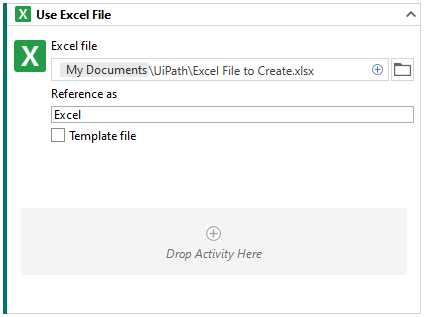 Use Excel File
Excel file
My Documents\UiPath\Excel File to Create.xlsx
Reference as
Excel
Template file
Drop Activity Here